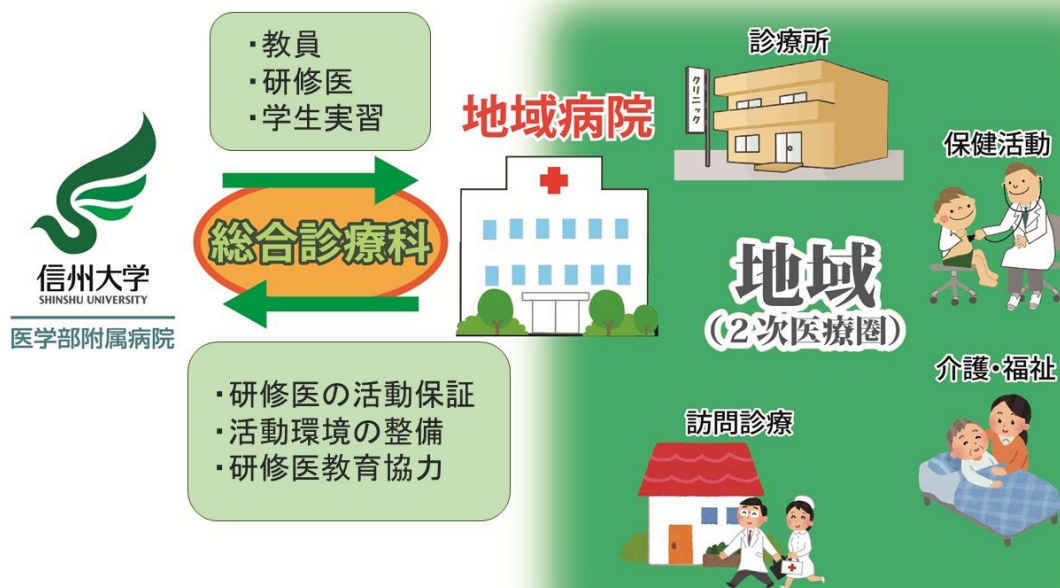 ・教員
・研修医
・学生実習
信州大学
SHINSHU UNIVERSITY
医学部附属病院
総合診療科
・研修医の活動保証
・活動環境の整備
・研修医教育協力
地域病院
診療所
クリニック
保健活動
地域
（２次医療圏）
介護・福祉
訪問診療